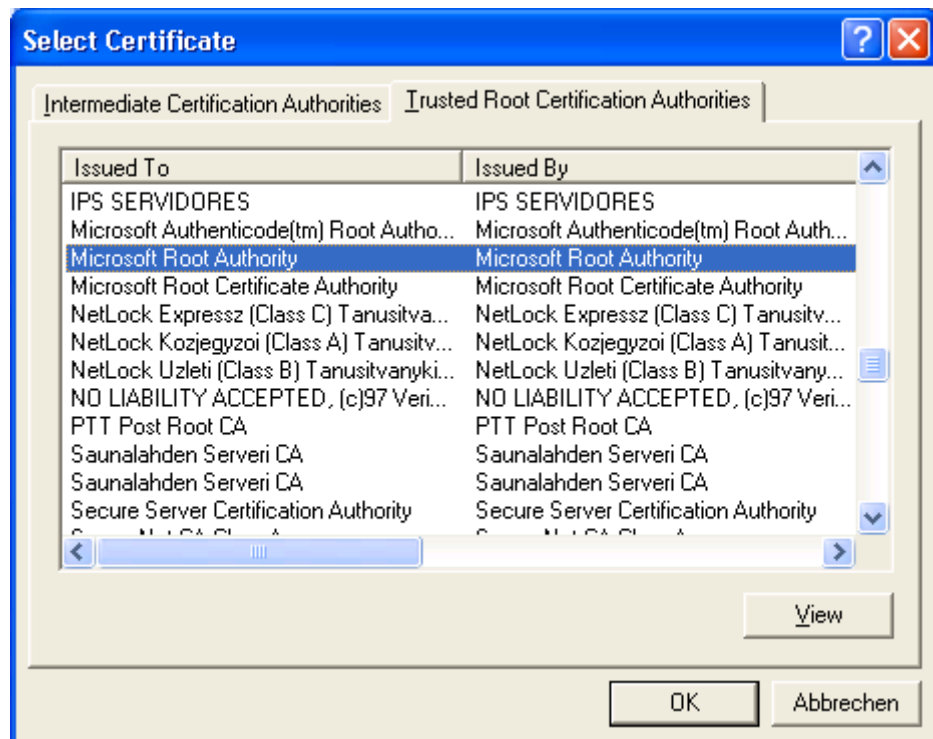 Select Certificate
Intermediate Certification Authorities Trusted Root Certification Authorities
Issued To Issued By
IPS SERVIDORES IPS SERVIDORES
Microsoft Authenticode(tm) Root Autho... Microsoft Authenticode(tm) Root Auth...
Microsoft Root Authority Microsoft Root Authority
Microsoft Root Certificate Authority Microsoft Root Certificate Authority
NetLock Expressz (Class C) Tanusitva... NetLock Expressz (Class C) Tanusitv...
NetLock Kozjegyzoi (Class A) Tanusitv... NetLock Kozjegyzoi (Class A) Tanusit...
NetLock Uzleti (Class B) Tanusitvanyki... NetLock Uzleti (Class B) Tanusitvany...
NO LIABILITY ACCEPTED, (c)97 Veri... NO LIABILITY ACCEPTED, (c)97 Veri...
PTT Post Root CA PTT Post Root CA
Saunalahden Serveri CA Saunalahden Serveri CA
Saunalahden Serveri CA Saunalahden Serveri CA
Secure Server Certification Authority Secure Server Certification Authority
View
OK Abbrechen